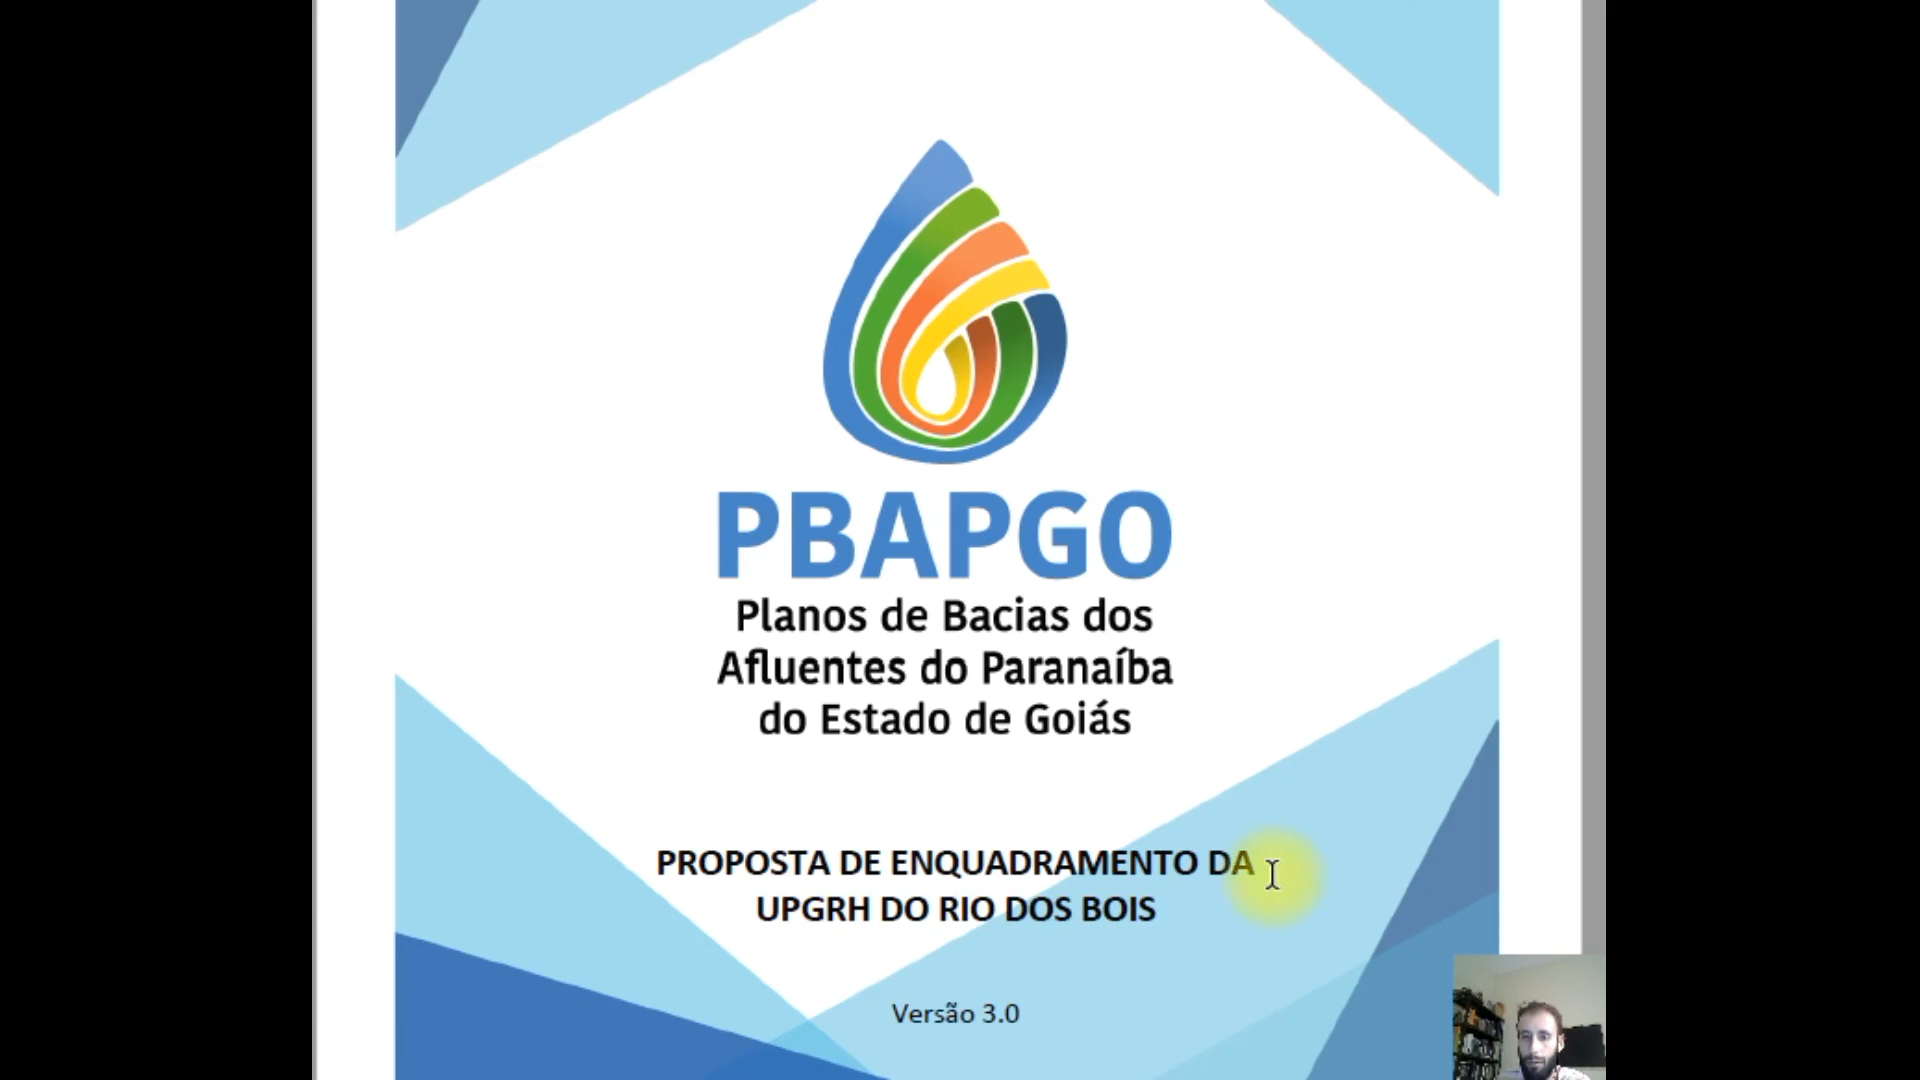 PBAPGO
Planos de Bacias dos
Afluentes do Paranaíba
do Estado de Goiás
PROPOSTA DE ENQUADRAMENTO DA
UPGRH DO RIO DOS BOIS
Versão 3.0